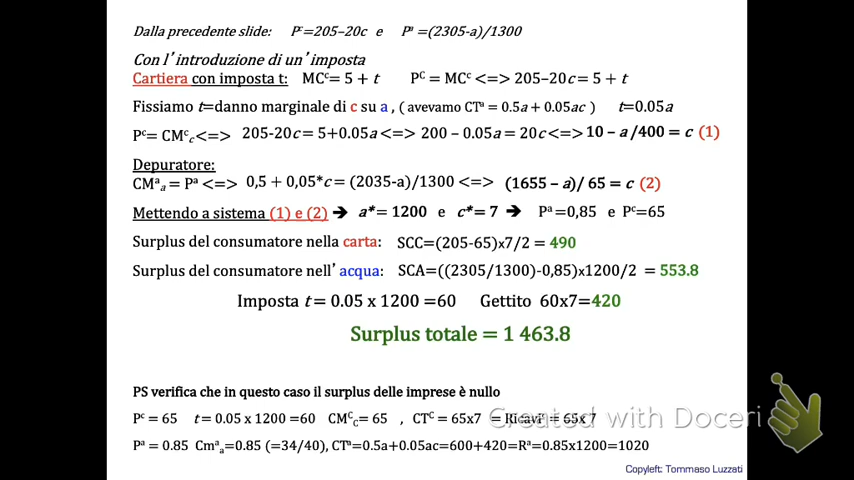 Dalla precedente slide: Pᶜ=205–20c e Pᵃ =(2305-a)/1300
Con l'introduzione di un'imposta
Cartiera con imposta t: MCᶜ= 5 + t Pᶜ = MCᶜ <=> 205–20c = 5 + t
Fissiamo t=danno marginale di c su a , ( avevamo CTᵃ = 0.5a + 0.05ac ) t=0.05a
Pᶜ= CMᶜc<=> 205-20c = 5+0.05a <=> 200 – 0.05a = 20c <=> 10 – a /400 = c (1)
Depuratore:
CMᵃa = Pᵃ <=> 0,5 + 0,05*c = (2035-a)/1300 <=> (1655 – a)/ 65 = c (2)
Mettendo a sistema (1) e (2) ➔ a*= 1200 e c*= 7 ➔ Pᵃ=0,85 e Pᶜ=65
Surplus del consumatore nella carta: SCC=(205-65)x7/2 = 490
Surplus del consumatore nell'acqua: SCA=((2305/1300)-0,85)x1200/2 = 553.8
Imposta t = 0.05 x 1200 =60 Gettito 60x7=420
Surplus totale = 1 463.8
PS verifica che in questo caso il surplus delle imprese è nullo
Pᶜ = 65 t = 0.05 x 1200 =60 CMᶜc= 65 , CTᶜ = 65x7 = Ricaviᶜ = 65x 7
Created with Doceri
Pᵃ = 0.85 Cmᵃa=0.85 (=34/40), CTᵃ=0.5a+0.05ac=600+420=Rᵃ=0.85x1200=1020
Copyleft: Tommaso Luzzati